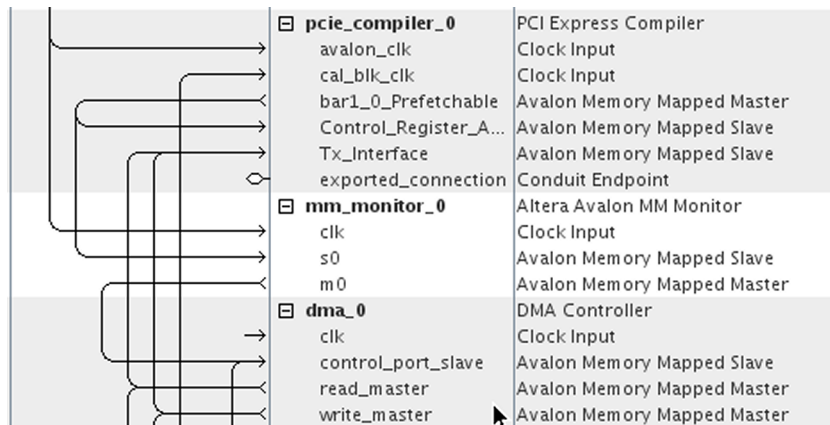 pcie_compiler_0 PCI Express Compiler
avalon_clk Clock Input
cal_blk_clk Clock Input
bar1_0_Prefetchable Avalon Memory Mapped Master
Control_Register_A... Avalon Memory Mapped Slave
Tx_Interface Avalon Memory Mapped Slave
exported_connection Conduit Endpoint
mm_monitor_0 Altera Avalon MM Monitor
clk Clock Input
s0 Avalon Memory Mapped Slave
m0 Avalon Memory Mapped Master
dma_0 DMA Controller
clk Clock Input
control_port_slave Avalon Memory Mapped Slave
read_master Avalon Memory Mapped Master
write_master Avalon Memory Mapped Master